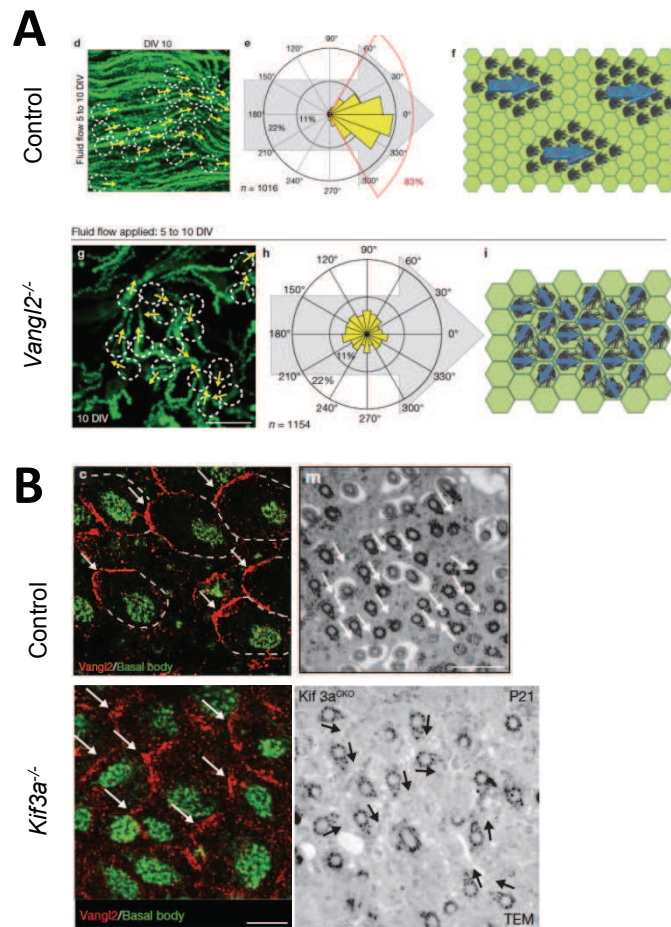 A
Control
d
DIV 10
Fluid flow 5 to 10 DIV
e
90°
120°
60°
150°
30°
180°
0°
22%
11%
210°
330°
240°
300°
270°
83%
n = 1016
f
Vangl2-/-
Fluid flow applied: 5 to 10 DIV
g
10 DIV
h
90°
120°
60°
150°
30°
180°
0°
11%
22%
210°
330°
240°
300°
270°
n = 1154
i
B
Control
c
Vangl2/Basal body
m
Kif3a-/-
Vangl2/Basal body
Kif 3aCKO
P21
TEM